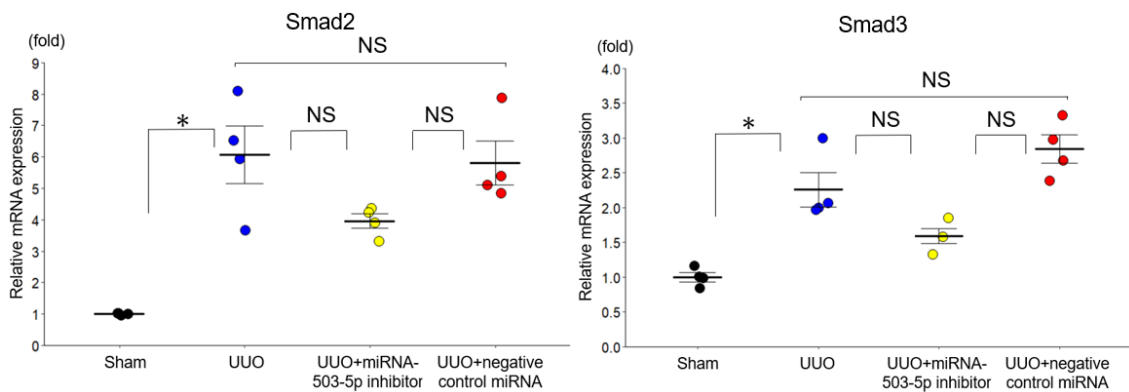 Smad2
(fold)
NS
Relative mRNA expression
9
8
7
6
5
4
3
2
1
0
*
NS
NS
Sham
UUO
UUO+miRNA-
503-5p inhibitor
UUO+negative
control miRNA
Smad3
(fold)
NS
Relative mRNA expression
4.0
3.5
3.0
2.5
2.0
1.5
1.0
0.5
0.0
*
NS
NS
Sham
UUO
UUO+miRNA-
503-5p inhibitor
UUO+negative
control miRNA